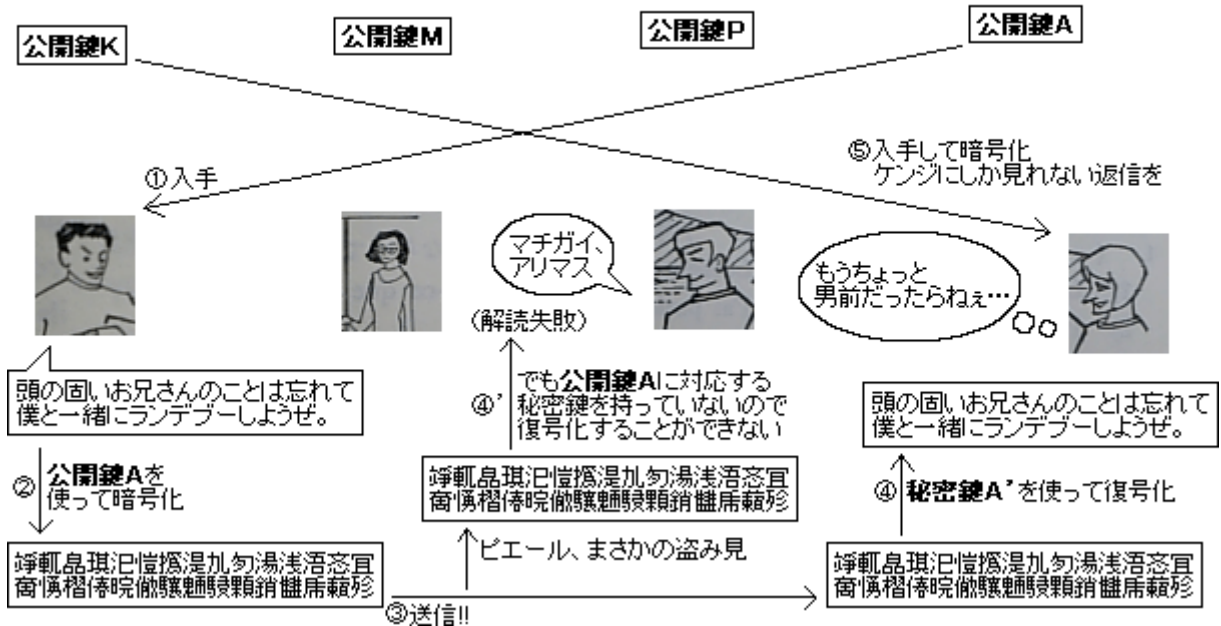 公開鍵K
公開鍵M
公開鍵P
公開鍵A
①入手
⑤入手して暗号化
ケンジにしか見れない返信を
マチガイ、
アリマス
もうちょっと
男前だったらねぇ…
(解読失敗)
頭の固いお兄さんのことは忘れて
僕と一緒にランデブーしようぜ。
④’
でも公開鍵Aに対応する
秘密鍵を持っていないので
復号化することができない
頭の固いお兄さんのことは忘れて
僕と一緒にランデブーしようぜ。
② 公開鍵Aを
使って暗号化
④ 秘密鍵A’を使って復号化
ピエール、まさかの盗み見
③送信!!